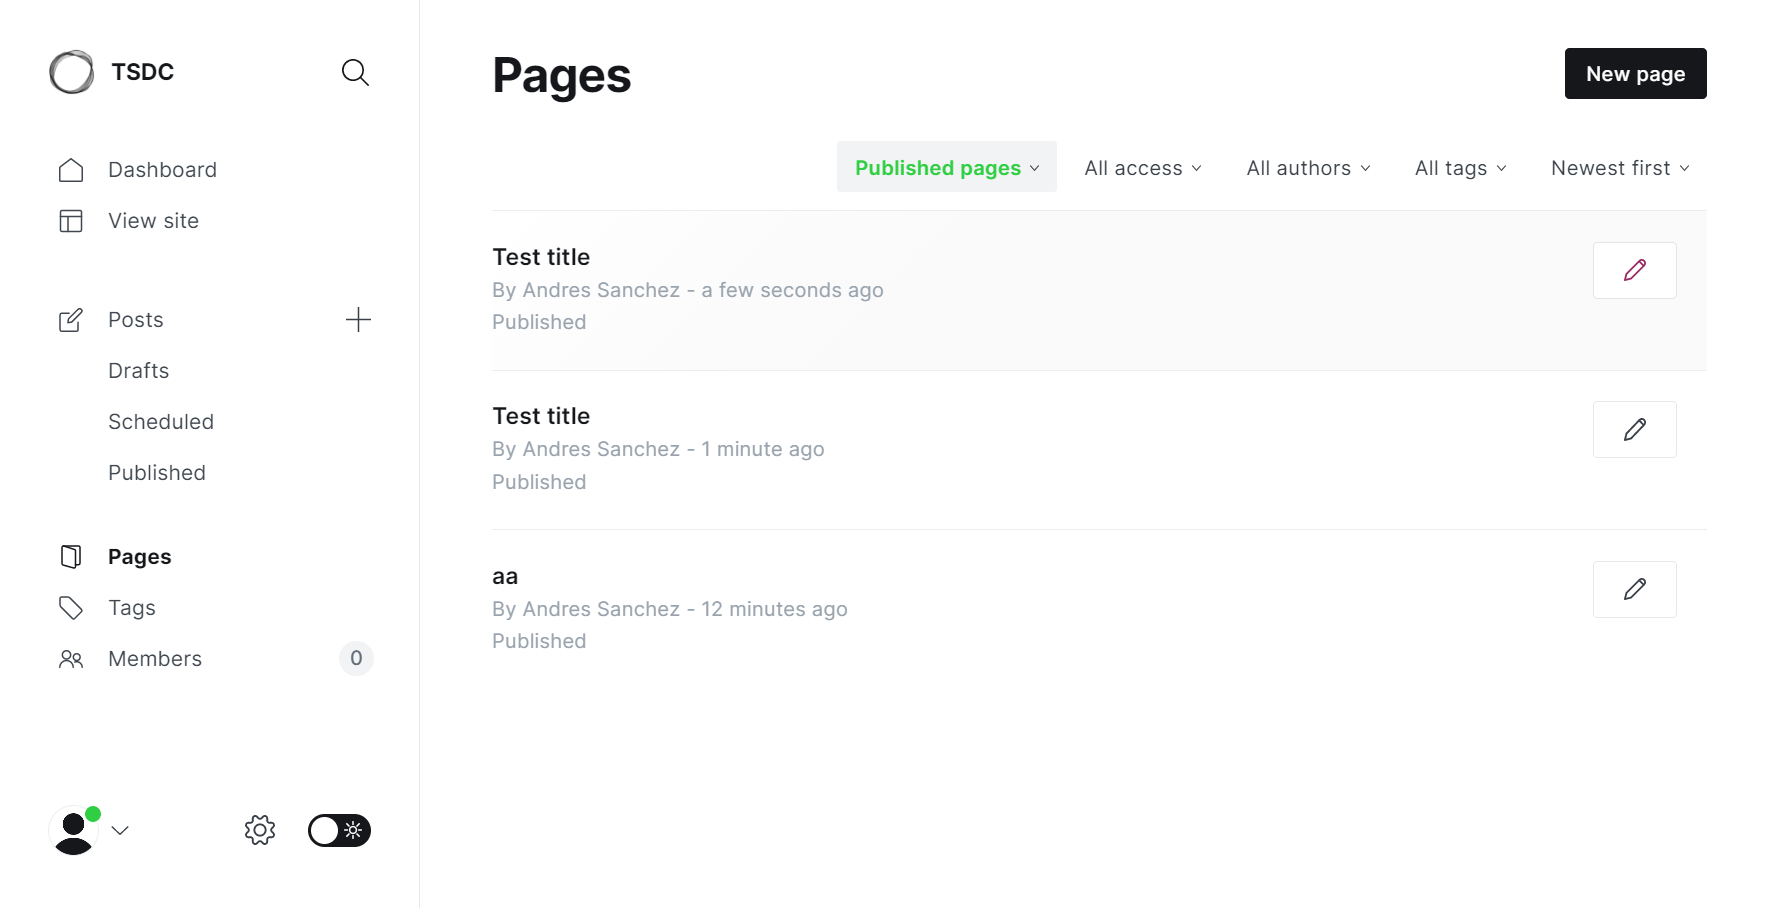 TSDC
Dashboard
View site
Posts
Drafts
Scheduled
Published
Pages
Tags
Members
0
Pages
New page
Published pages
All access
All authors
All tags
Newest first
Test title
By Andres Sanchez - a few seconds ago
Published
Test title
By Andres Sanchez - 1 minute ago
Published
aa
By Andres Sanchez - 12 minutes ago
Published